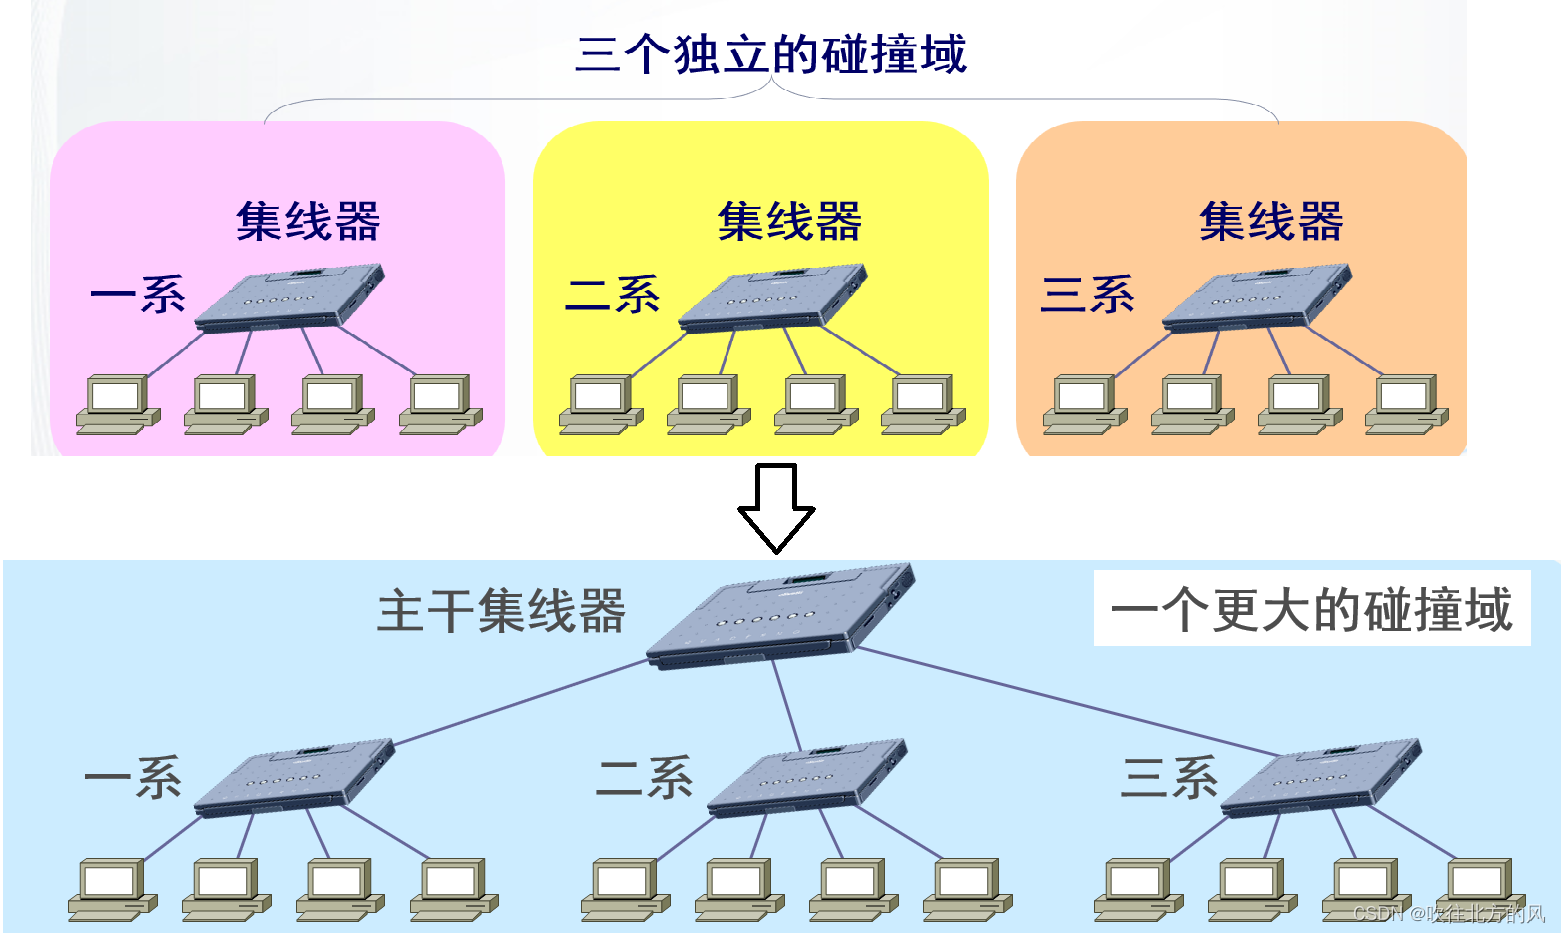 三个独立的碰撞域
集线器 集线器 集线器
一系 二系 三系
主干集线器 一个更大的碰撞域
一系 二系 三系
CSDN @吹往北方的风